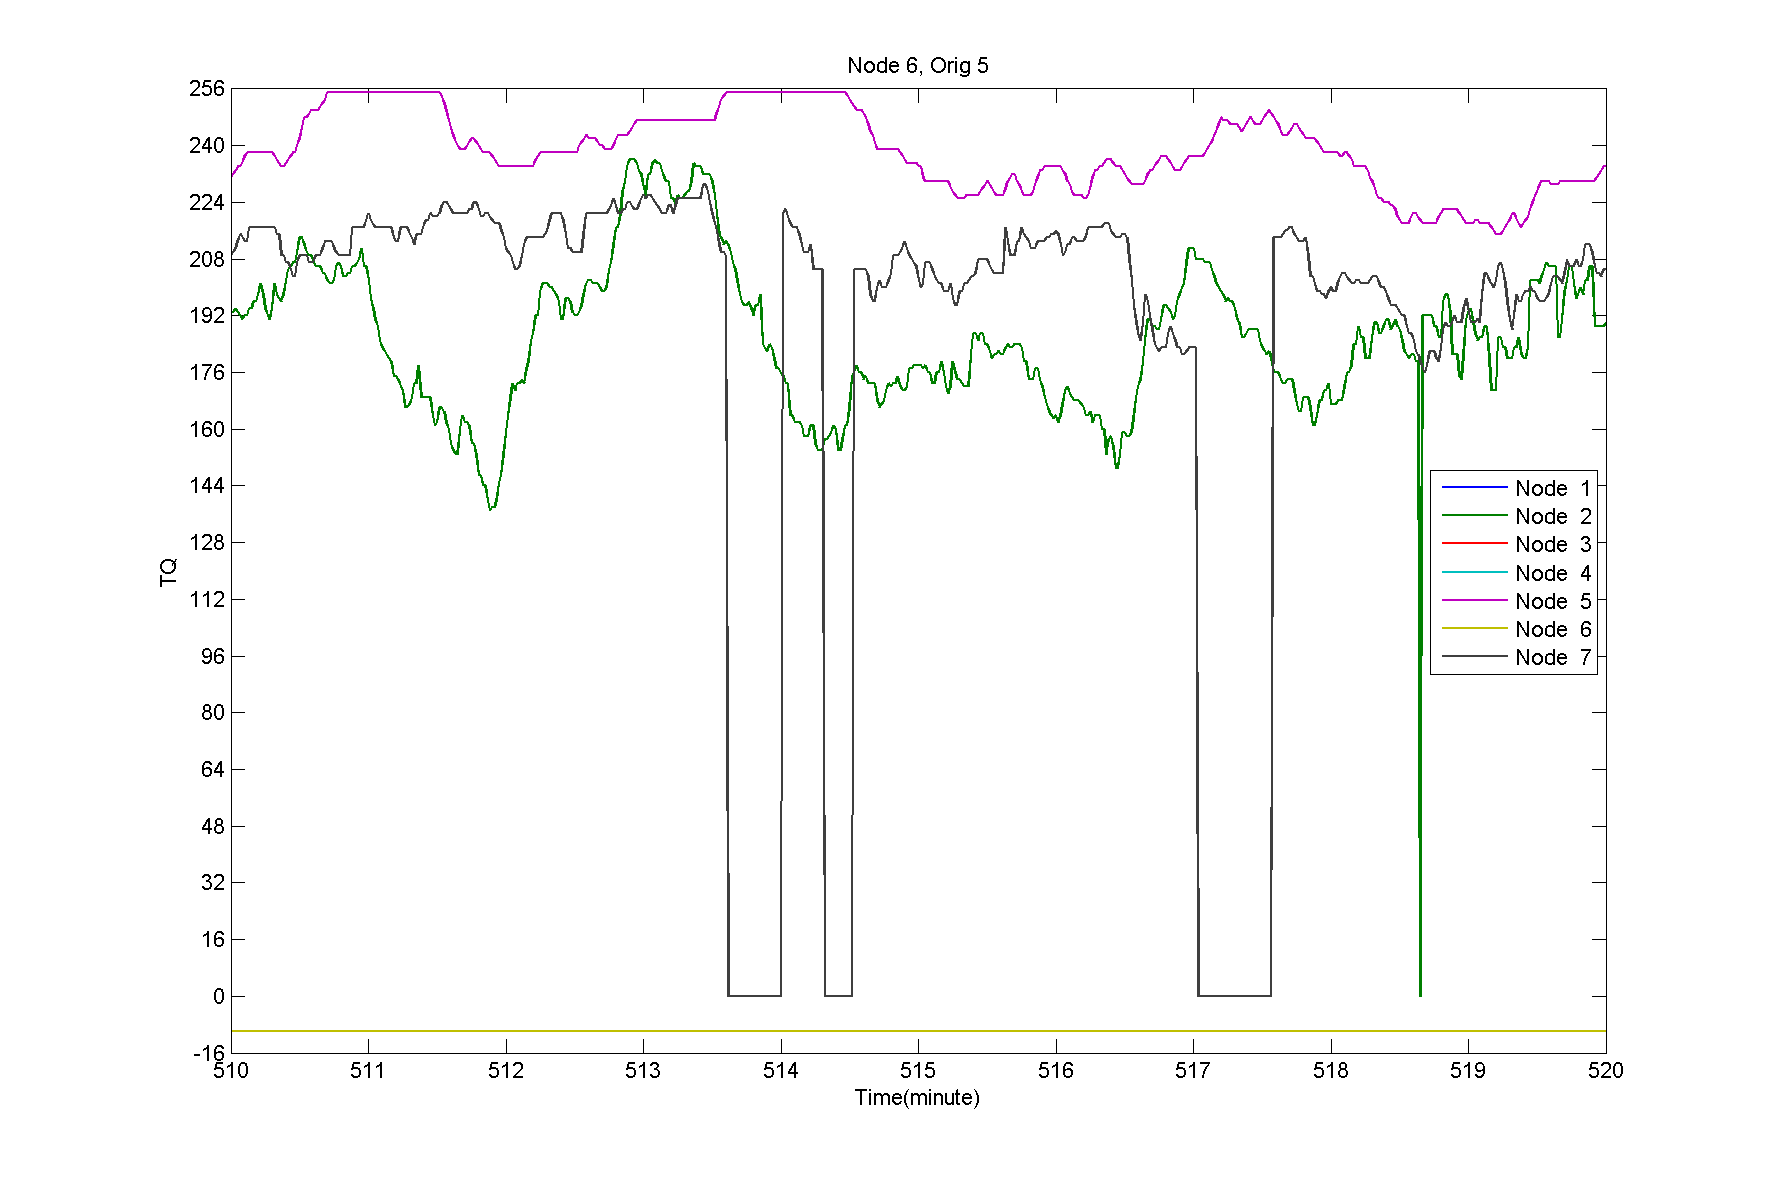 Node 6, Orig 5
256
240
224
208
192
176
160
144
128
112
96
80
64
48
32
16
0
-16
TQ
Node 1
Node 2
Node 3
Node 4
Node 5
Node 6
Node 7
510 511 512 513 514 515 516 517 518 519 520
Time(minute)